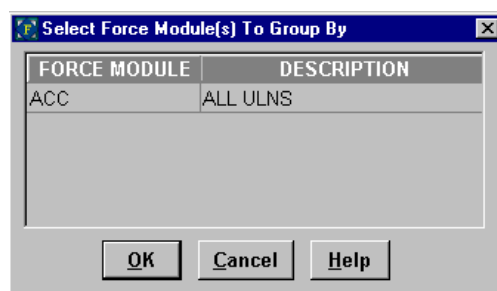 Select Force Module(s) To Group By
FORCE MODULE DESCRIPTION
ACC ALL ULNS
OK Cancel Help